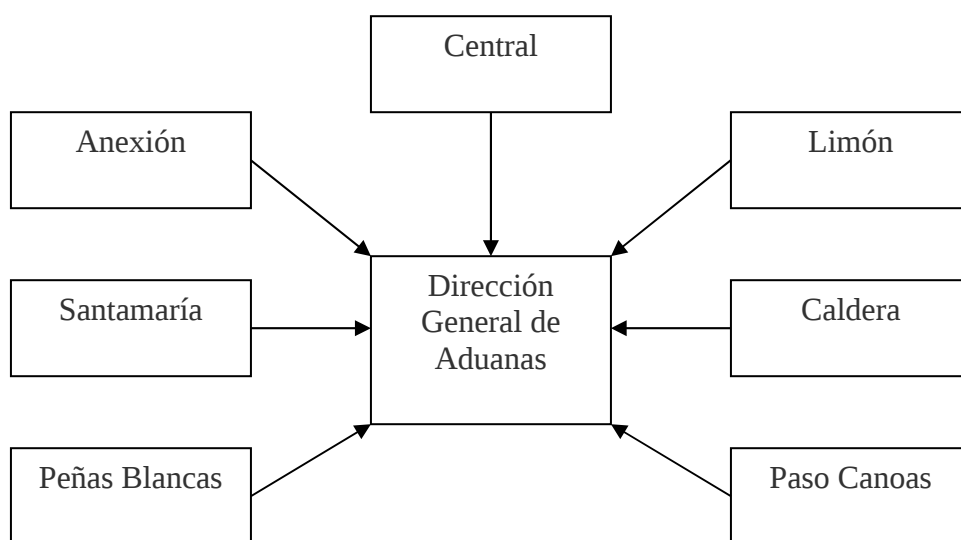 Central
Anexión
Limón
Dirección
General de
Aduanas
Santamaría
Caldera
Peñas Blancas
Paso Canoas